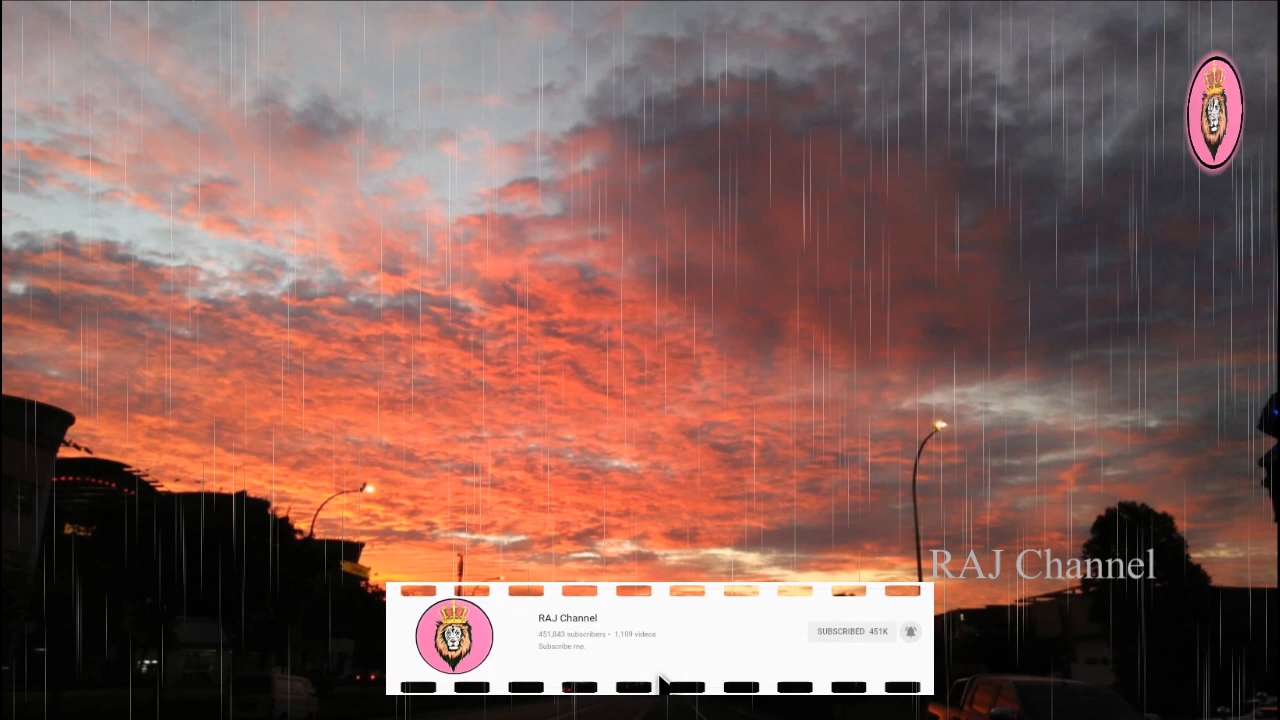 RAJ Channel
RAJ Channel
451,843 subscribers • 1,109 videos
Subscribe me.
SUBSCRIBED 451K